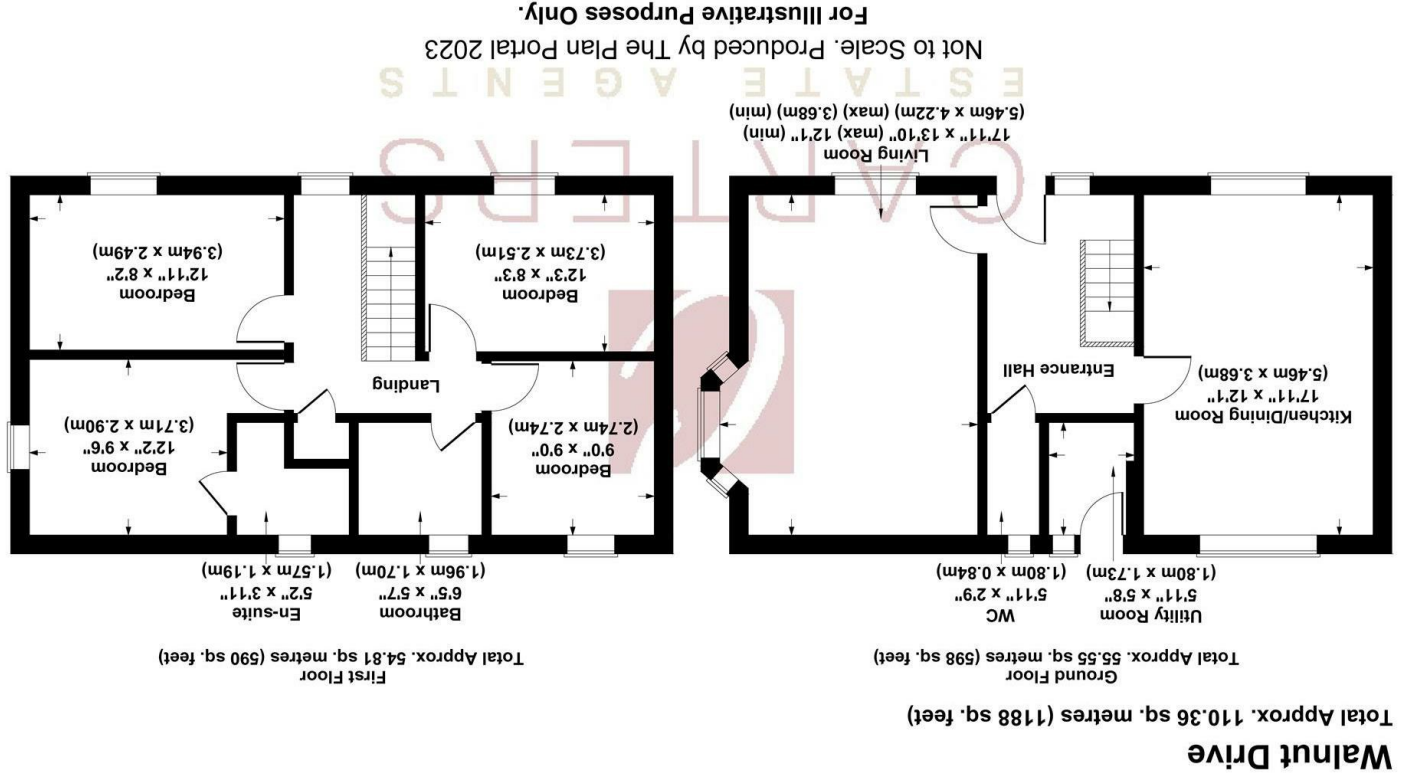 Walnut Drive
Total Approx. 110.36 sq. metres (1188 sq. feet)
Ground Floor
Total Approx. 55.55 sq. metres (598 sq. feet)
Utility Room
5'11" x 5'8"
(1.80m x 1.73m)
WC
5'11" x 2'9"
(1.80m x 0.84m)
Kitchen/Dining Room
17'11" x 12'1"
(5.46m x 3.68m)
Entrance Hall
Living Room
17'11" x 13'10" (max) 12'1" (min)
(5.46m x 4.22m) (max) (3.68m) (min)
First Floor
Total Approx. 54.81 sq. metres (590 sq. feet)
Bathroom
6'5" x 5'7"
(1.96m x 1.70m)
En-suite
5'2" x 3'11"
(1.57m x 1.19m)
Bedroom
9'0" x 9'0"
(2.74m x 2.74m)
Bedroom
12'2" x 9'6"
(3.71m x 2.90m)
Landing
Bedroom
12'3" x 8'3"
(3.73m x 2.51m)
Bedroom
12'11" x 8'2"
(3.94m x 2.49m)
CARTERS
ESTATE AGENTS
Not to Scale. Produced by The Plan Portal 2023
For Illustrative Purposes Only.